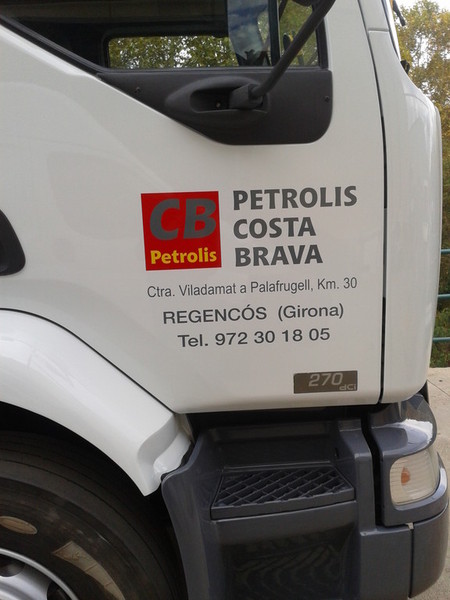 CB
Petrolis
PETROLIS
COSTA
BRAVA
Ctra. Viladamat a Palafrugell, Km. 30
REGENCÓS (Girona)
Tel. 972 30 18 05
270
dCi